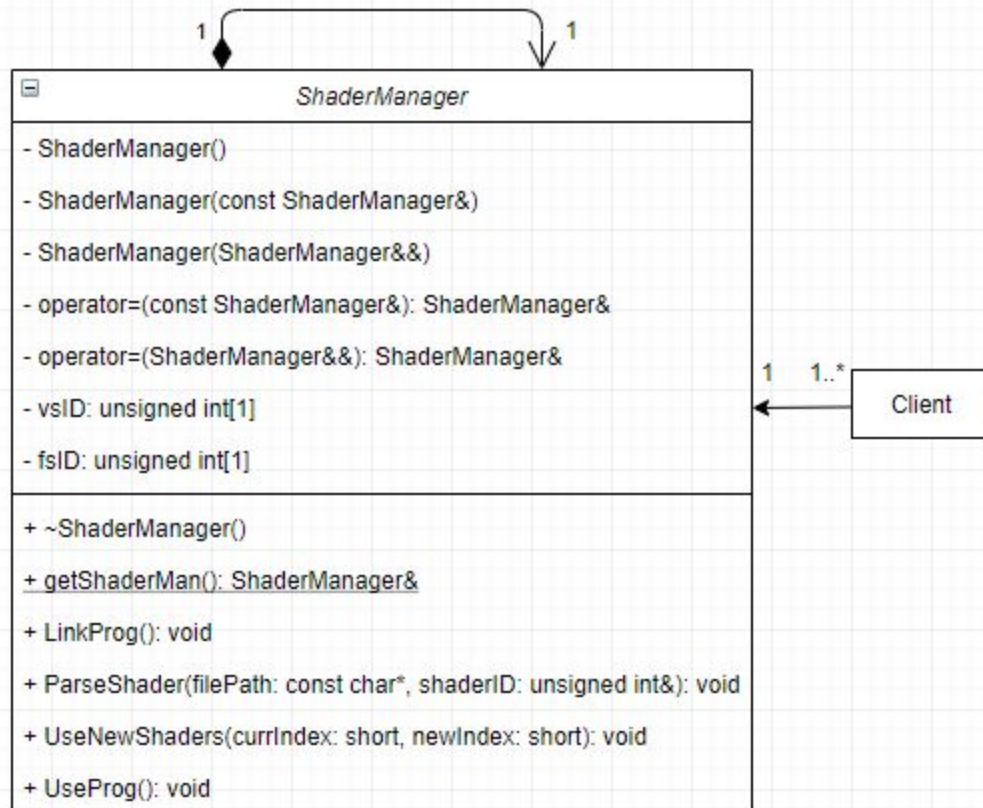 1
1
ShaderManager
- ShaderManager()
- ShaderManager(const ShaderManager&)
- ShaderManager(ShaderManager&&)
- operator=(const ShaderManager&): ShaderManager&
- operator=(ShaderManager&&): ShaderManager&
1 1..*
Client
- vsID: unsigned int[1]
- fsID: unsigned int[1]
+ ~ShaderManager()
+ getShaderMan(): ShaderManager&
+ LinkProg(): void
+ ParseShader(filePath: const char*, shaderID: unsigned int&): void
+ UseNewShaders(currIndex: short, newIndex: short): void
+ UseProg(): void